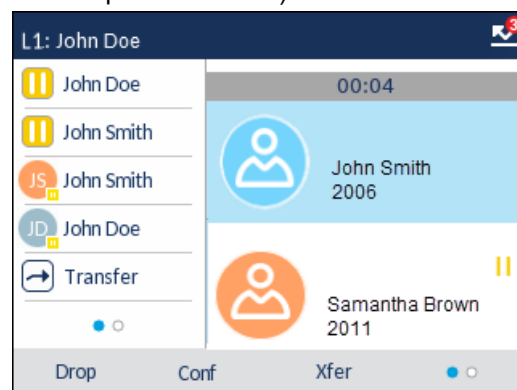 L1: John Doe
3
John Doe
John Smith
JS John Smith
JD John Doe
Transfer
00:04
John Smith
2006
Samantha Brown
2011
Drop Conf Xfer